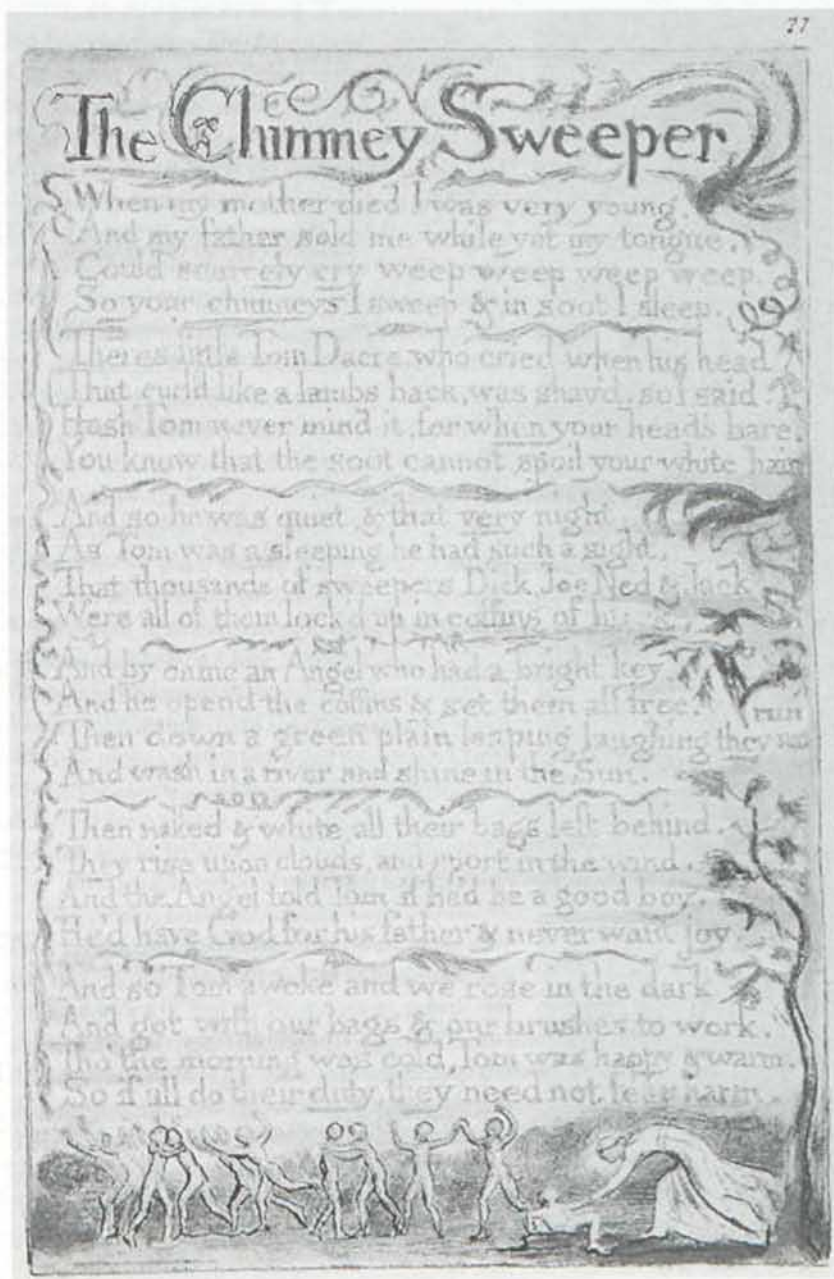 27
The Chimney Sweeper
When my mother died I was very young.
And my father sold me while yet my tongue.
Could scarcely cry weep weep weep weep.
So your chimneys I sweep & in soot I sleep.
Theres little Tom Dacre, who cried when his head
That curl'd like a lambs back, was shav'd, so I said.
Hush Tom never mind it, for when your head's bare,
You know that the soot cannot spoil your white hair
And so he was quiet, & that very night,
As Tom was a sleeping he had such a sight,
That thousands of sweepers Dick, Joe, Ned & Jack
Were all of them lock'd up in coffins of
And by came an Angel who had a bright key
And he open'd the coffins & set them all free.
Then down a green plain leaping laughing they run
And wash in a river and shine in the Sun.
Then naked & white, all their bags left behind.
They rise upon clouds, and sport in the wind.
And the Angel told Tom, if he'd be a good boy,
He'd have God for his father & never want joy.
And so Tom awoke and we rose in the dark
And got with our bags & our brushes to work.
Tho' the morning was cold, Tom was happy & warm.
So if all do their duty, they need not fear harm.